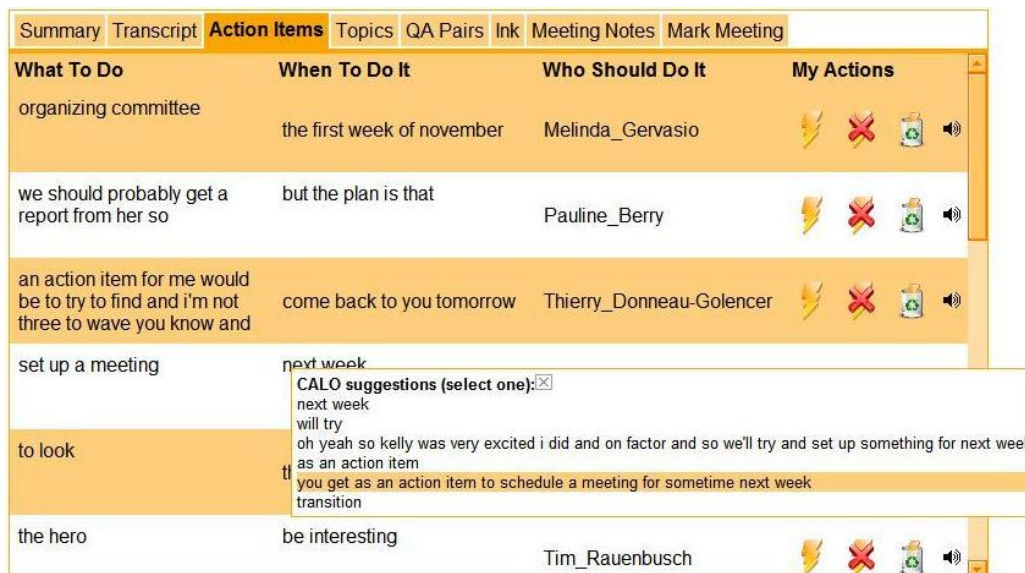 Summary Transcript Action Items Topics QA Pairs Ink Meeting Notes Mark Meeting
What To Do When To Do It Who Should Do It My Actions
organizing committee
the first week of november Melinda_Gervasio
we should probably get a but the plan is that
report from her so
Pauline_Berry
an action item for me would
be to try to find and i'm not come back to you tomorrow Thierry_Donneau-Golencer
three to wave you know and
set up a meeting next week
CALO suggestions (select one):
next week
will try
oh yeah so kelly was very excited i did and on factor and so we'll try and set up something for next wee
as an action item
to look
you get as an action item to schedule a meeting for sometime next week
transition
the hero be interesting
Tim_Rauenbusch